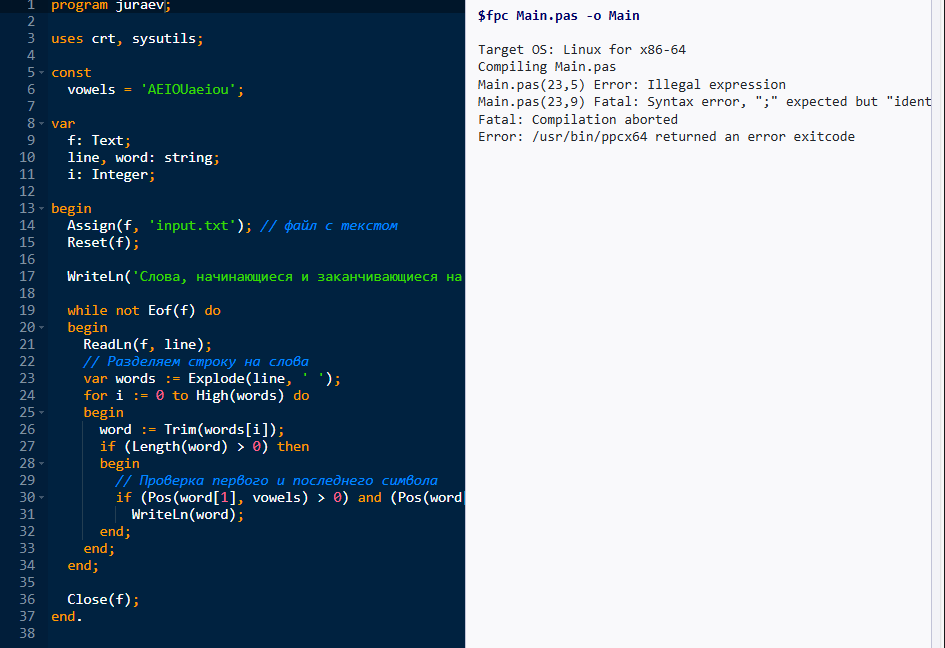 1 program juraev;
2
3 uses crt, sysutils;
4
5 const
6 vowels = 'AEIOUaeiou';
7
8 var
9 f: Text;
10 line, word: string;
11 i: Integer;
12
13 begin
14 Assign(f, 'input.txt'); // файл с текстом
15 Reset(f);
16
17 WriteLn('Слова, начинающиеся и заканчивающиеся на
18
19 while not Eof(f) do
20 begin
21 ReadLn(f, line);
22 // Разделяем строку на слова
23 var words := Explode(line, ' ');
24 for i := 0 to High(words) do
25 begin
26 word := Trim(words[i]);
27 if (Length(word) > 0) then
28 begin
29 // Проверка первого и последнего символа
30 if (Pos(word[1], vowels) > 0) and (Pos(word[
31 WriteLn(word);
32 end;
33 end;
34 end;
35
36 Close(f);
37 end.
38
$fpc Main.pas -o Main
Target OS: Linux for x86-64
Compiling Main.pas
Main.pas(23,5) Error: Illegal expression
Main.pas(23,9) Fatal: Syntax error, ";" expected but "ident
Fatal: Compilation aborted
Error: /usr/bin/ppcx64 returned an error exitcode